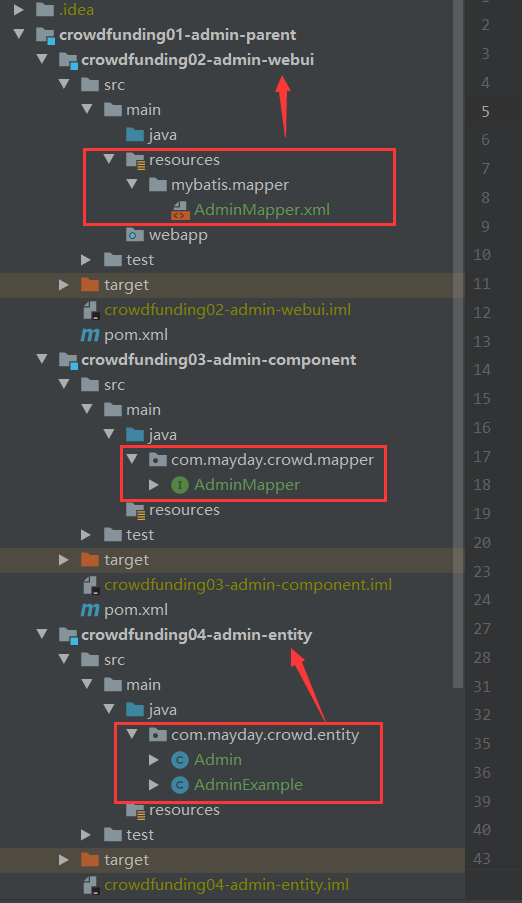 .idea
crowdfunding01-admin-parent
crowdfunding02-admin-webui
src
main
java
resources
mybatis.mapper
AdminMapper.xml
webapp
test
target
crowdfunding02-admin-webui.iml
pom.xml
crowdfunding03-admin-component
src
main
java
com.mayday.crowd.mapper
AdminMapper
resources
test
target
crowdfunding03-admin-component.iml
pom.xml
crowdfunding04-admin-entity
src
main
java
com.mayday.crowd.entity
Admin
AdminExample
resources
test
target
crowdfunding04-admin-entity.iml
2
3
4
5
6
7
8
9
10
11
12
13
14
15
16
17
18
19
20
23
24
27
28
31
32
35
36
39
40
43